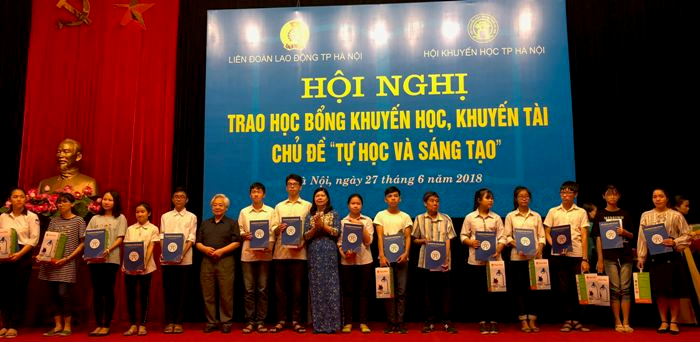 LIÊN ĐOÀN LAO ĐỘNG TP HÀ NỘI
HỘI KHUYẾN HỌC TP HÀ NỘI
HỘI NGHỊ
TRAO HỌC BỔNG KHUYẾN HỌC, KHUYẾN TÀI
CHỦ ĐỀ “TỰ HỌC VÀ SÁNG TẠO”
Nội, ngày 27 tháng 6 năm 2018